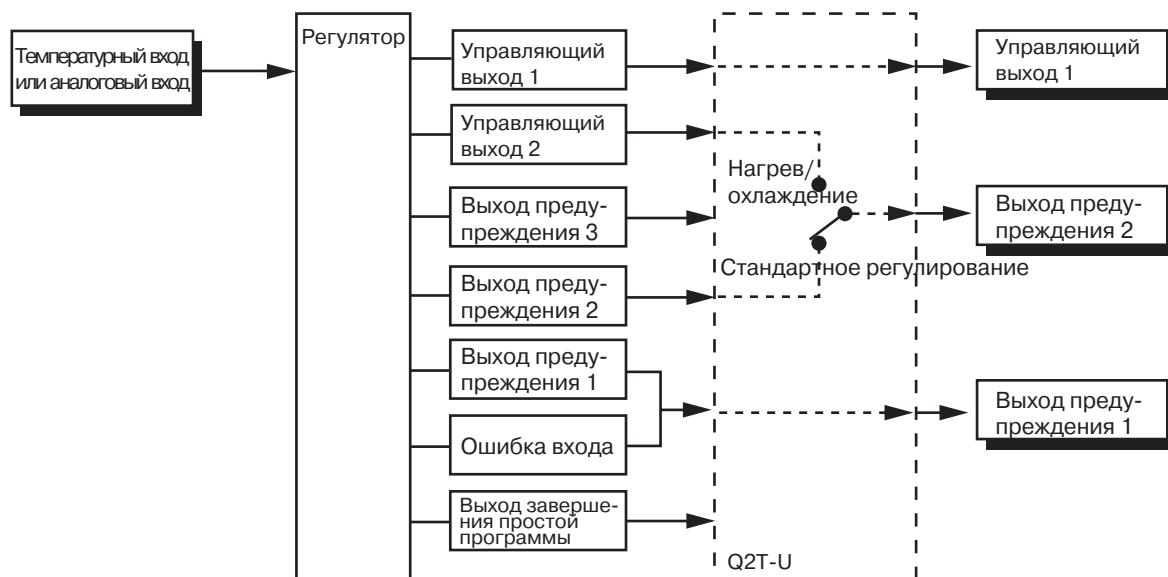 Температурный вход
или аналоговый вход
Регулятор
Управляющий
выход 1
Управляющий
выход 2
Выход преду-
преждения 3
Выход преду-
преждения 2
Выход преду-
преждения 1
Ошибка входа
Выход заверше-
ния простой
программы
Нагрев/
охлаждение
Стандартное регулирование
Q2T-U
Управляющий
выход 1
Выход преду-
преждения 2
Выход преду-
преждения 1